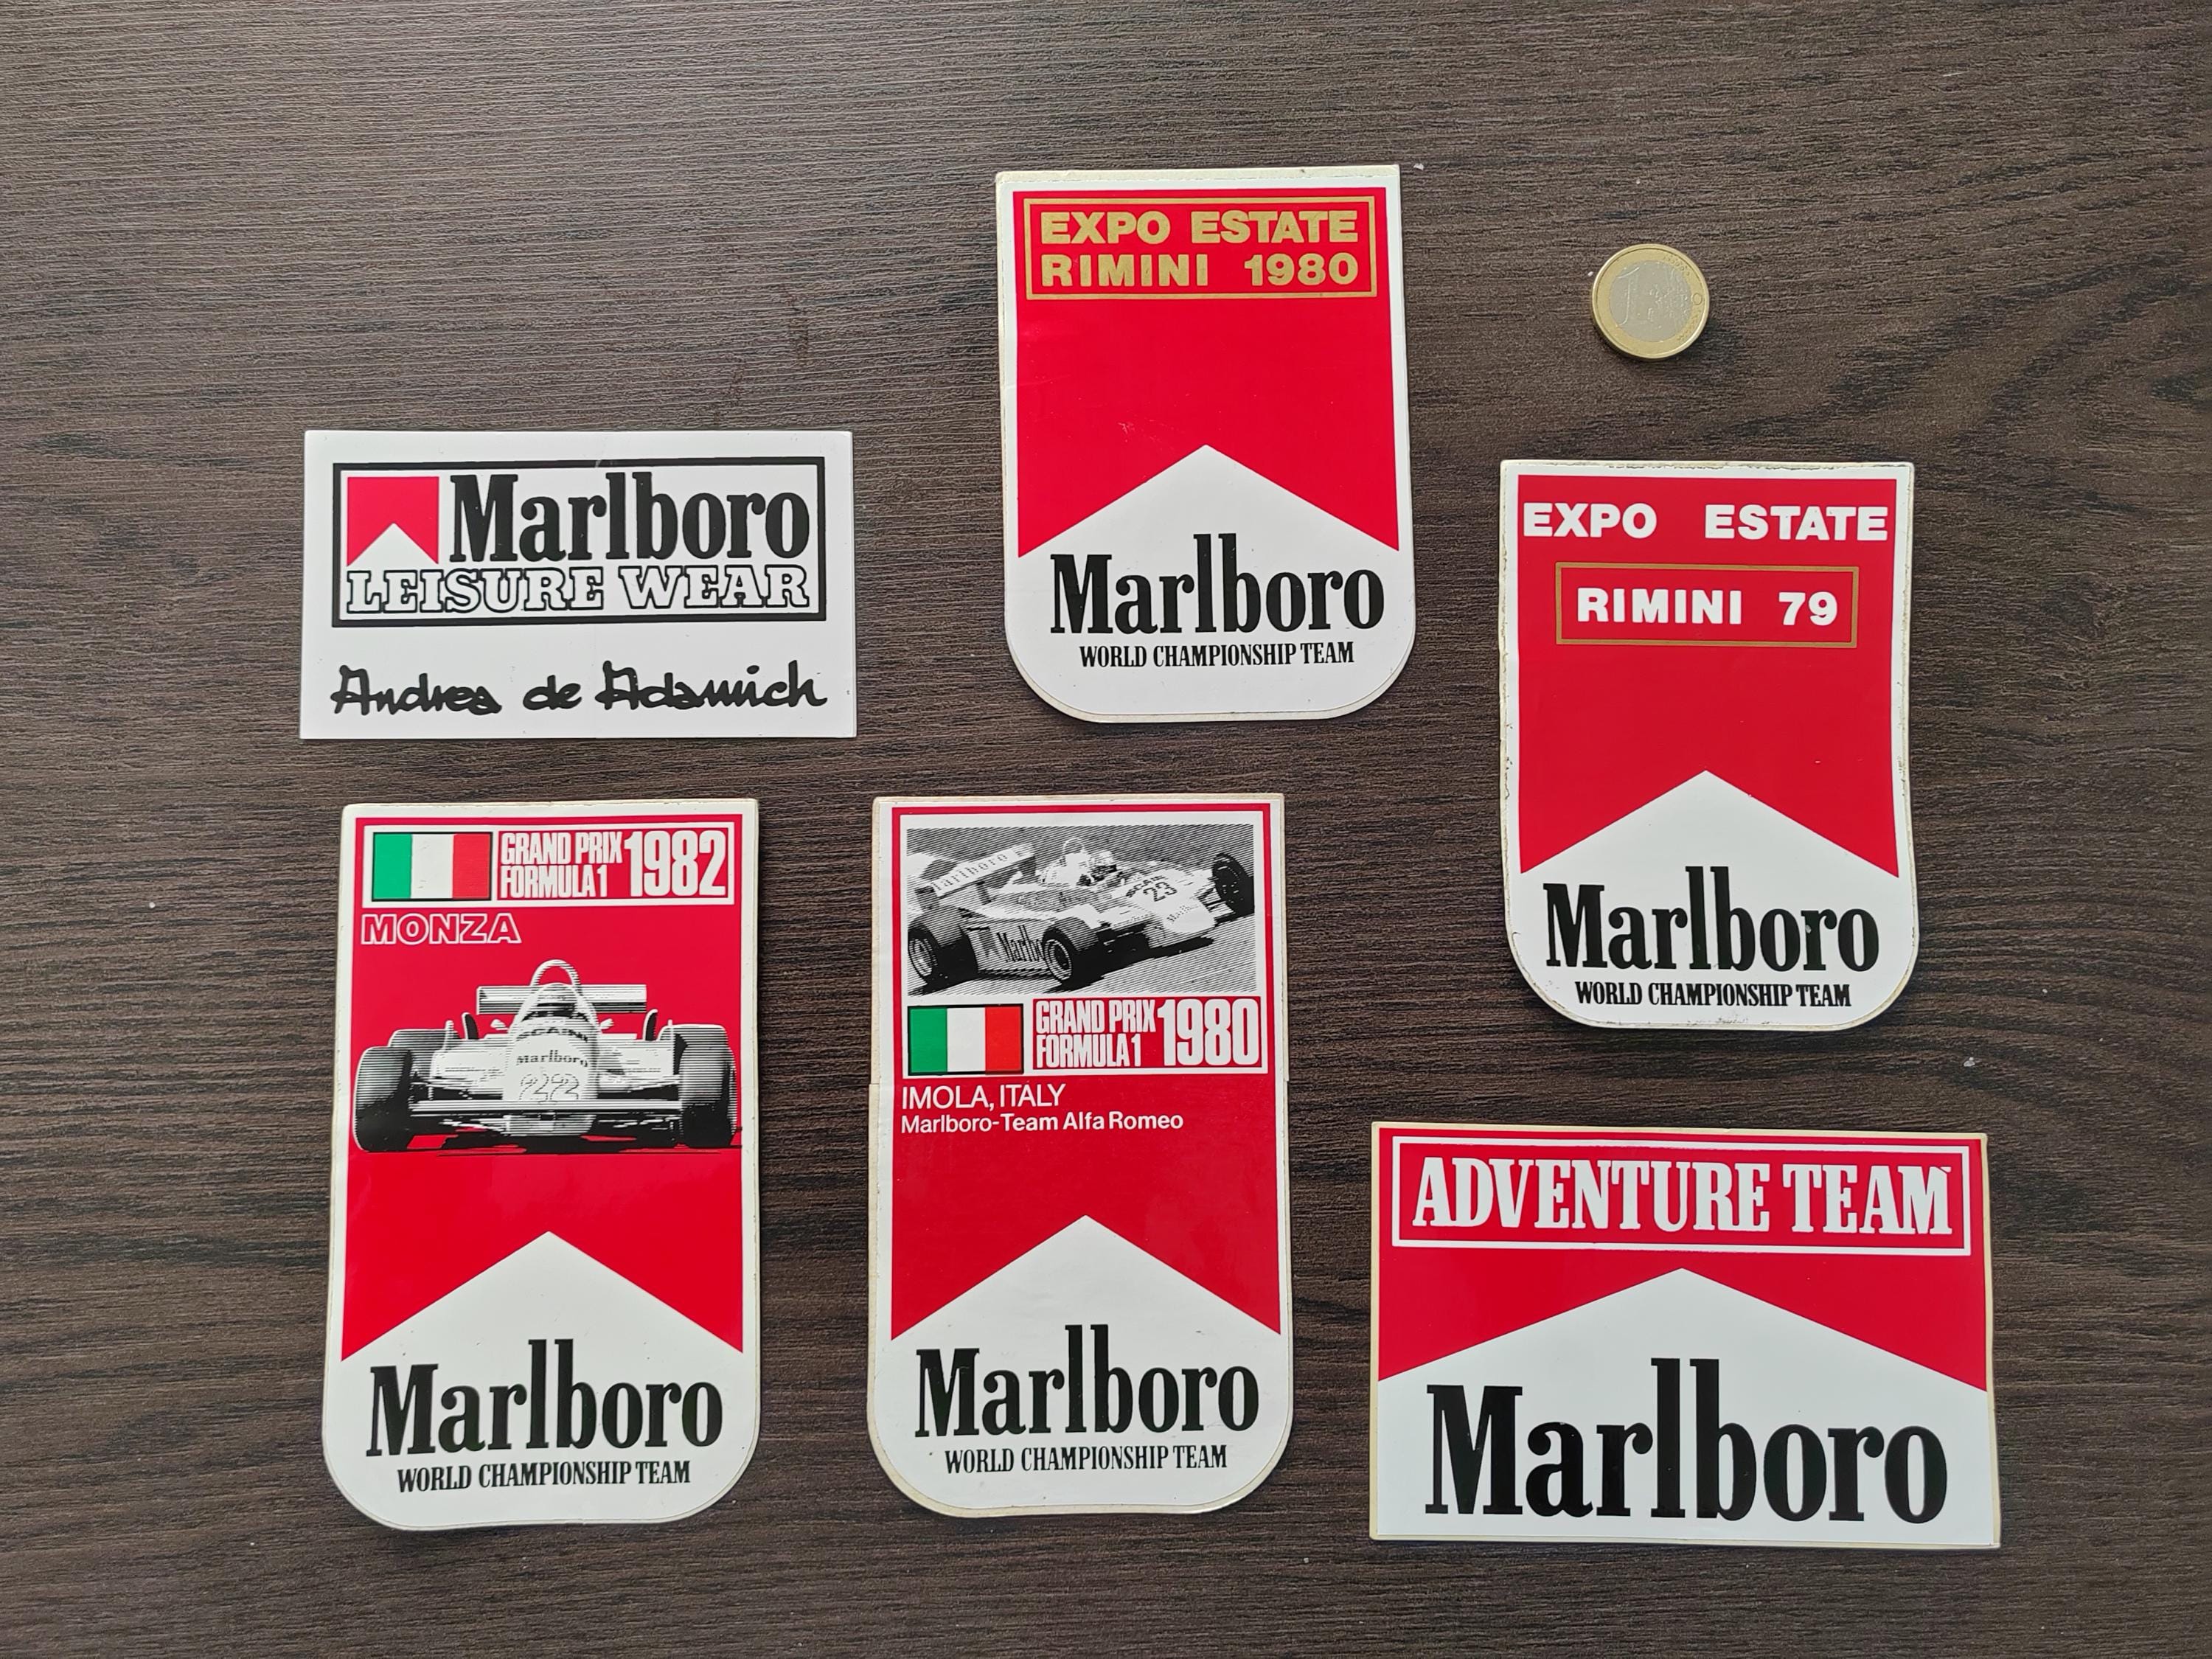 EXPO ESTATE
RIMINI 1980
Marlboro
WORLD CHAMPIONSHIP TEAM
1
Marlboro
LEISURE WEAR
Andrea de Adamich
EXPO ESTATE
RIMINI 79
Marlboro
WORLD CHAMPIONSHIP TEAM
GRAND PRIX
FORMULA 1
1982
MONZA
Marlboro
22
Marlboro
WORLD CHAMPIONSHIP TEAM
Marlboro
23
Marlboro
GRAND PRIX
FORMULA 1
1980
IMOLA, ITALY
Marlboro-Team Alfa Romeo
Marlboro
WORLD CHAMPIONSHIP TEAM
ADVENTURE TEAM
Marlboro